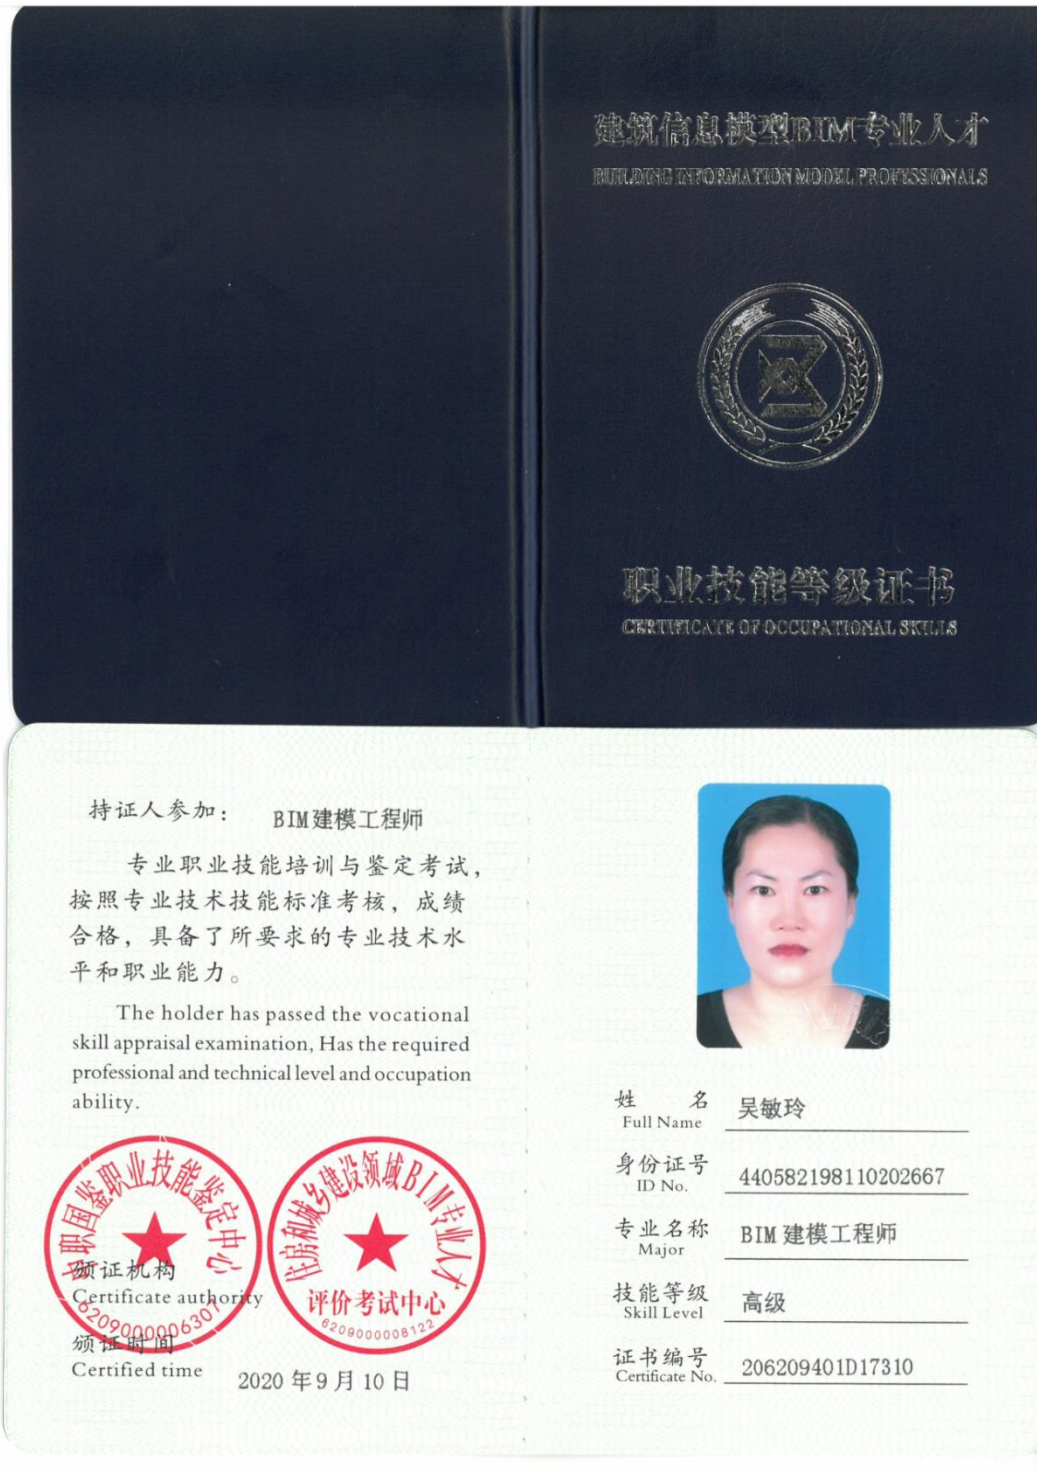 建筑信息模型BIM专业人才
BUILDING INFORMATION MODEL PROFESSIONALS
职业技能等级证书
CERTIFICATE OF OCCUPATIONAL SKILLS
持证人参加： BIM建模工程师
专业职业技能培训与鉴定考试，
按照专业技术技能标准考核，成绩
合格，具备了所要求的专业技术水
平和职业能力。
The holder has passed the vocational
skill appraisal examination, Has the required
professional and technical level and occupation
ability.
中职国鉴职业技能鉴定中心
6209000006307
住房和城乡建设领域BIM专业人才
评价考试中心
6209000008122
颁证机构
Certificate authority
颁证时间
Certified time
2020 年 9 月 10 日
姓 名 吴敏玲
Full Name
身份证号 440582198110202667
ID No.
专业名称 BIM 建模工程师
Major
技能等级 高级
Skill Level
证书编号 206209401D17310
Certificate No.